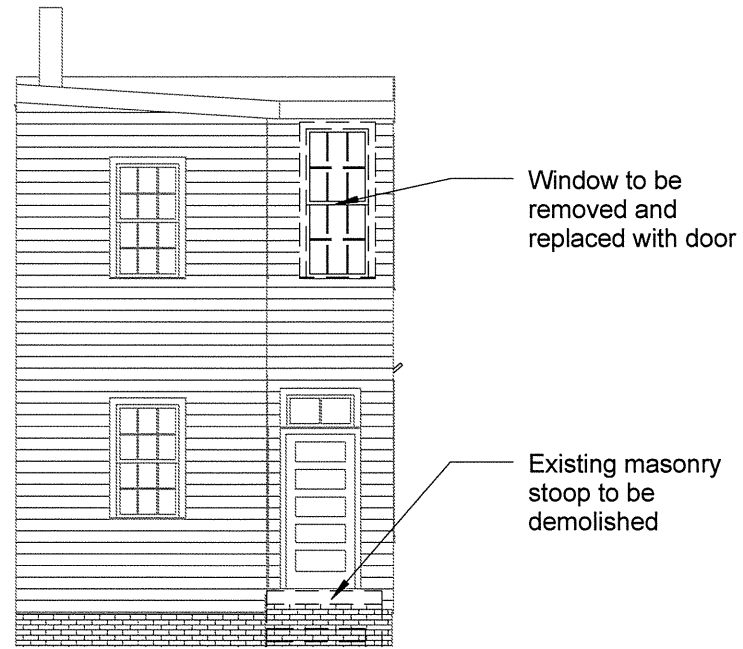 Window to be
removed and
replaced with door
Existing masonry
stoop to be
demolished